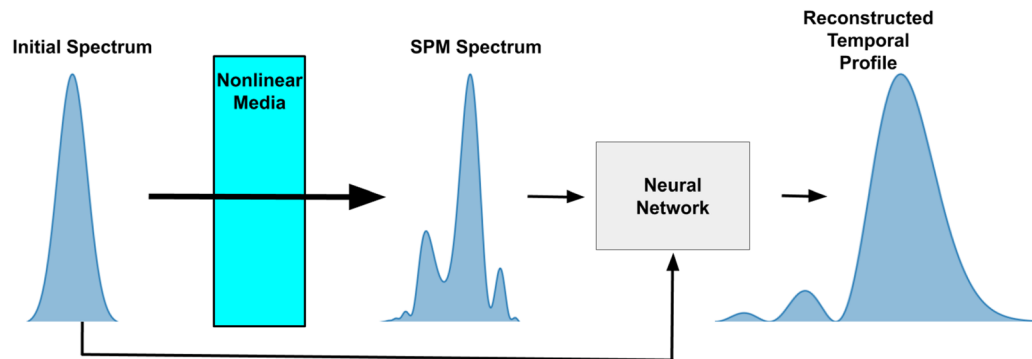 Initial Spectrum
Nonlinear
Media
SPM Spectrum
Neural
Network
Reconstructed
Temporal
Profile